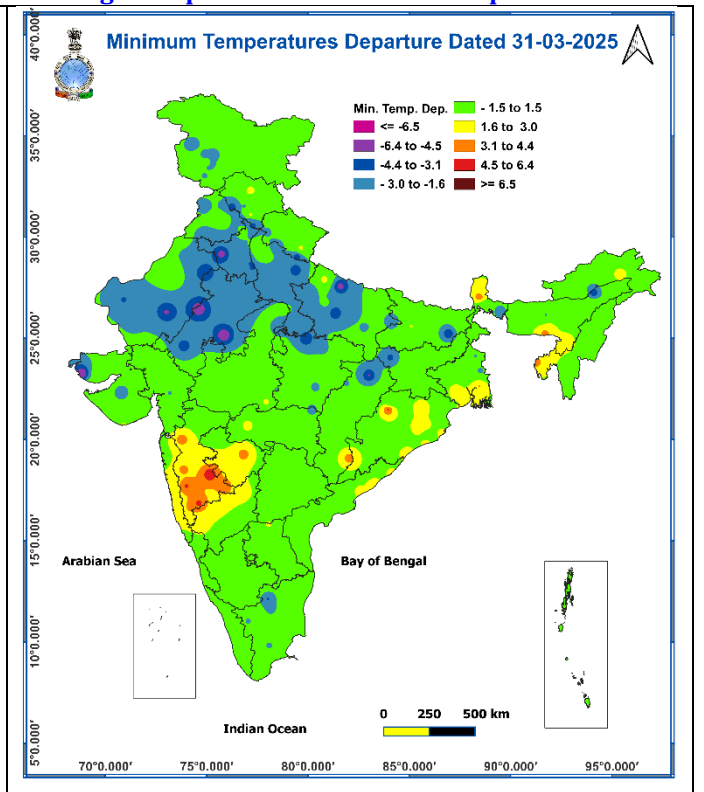 Minimum Temperatures Departure Dated 31-03-2025
Min. Temp. Dep.
<= -6.5
-6.4 to -4.5
-4.4 to -3.1
- 3.0 to -1.6
- 1.5 to 1.5
1.6 to 3.0
3.1 to 4.4
4.5 to 6.4
>= 6.5
40°0.000'
35°0.000'
30°0.000'
25°0.000'
20°0.000'
15°0.000'
10°0.000'
5°0.000'
Arabian Sea
Bay of Bengal
Indian Ocean
0 250 500 km
70°0.000' 75°0.000' 80°0.000' 85°0.000' 90°0.000' 95°0.000'